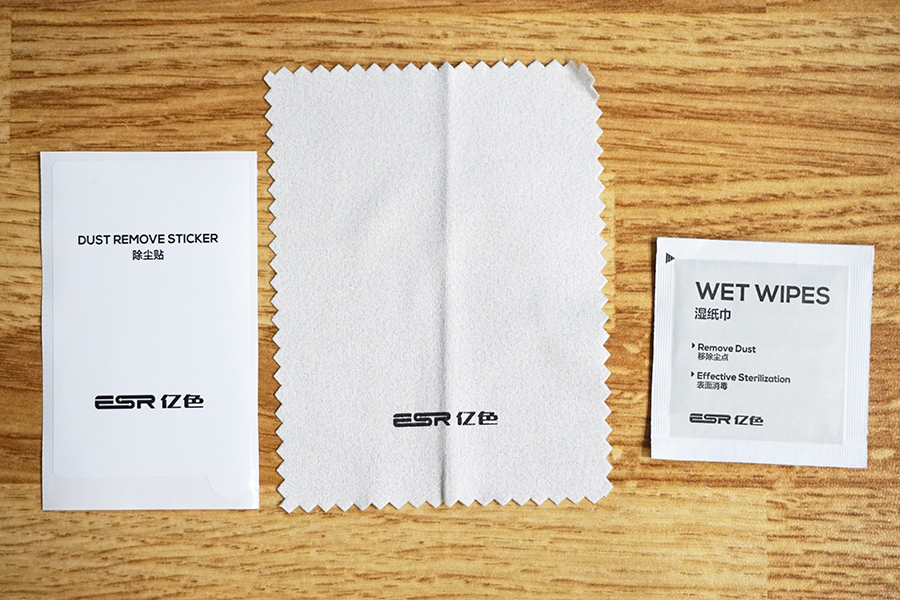 DUST REMOVE STICKER
除尘贴
ESR 亿色
ESR 亿色
WET WIPES
湿纸巾
Remove Dust
移除尘点
Effective Sterilization
表面消毒
ESR 亿色